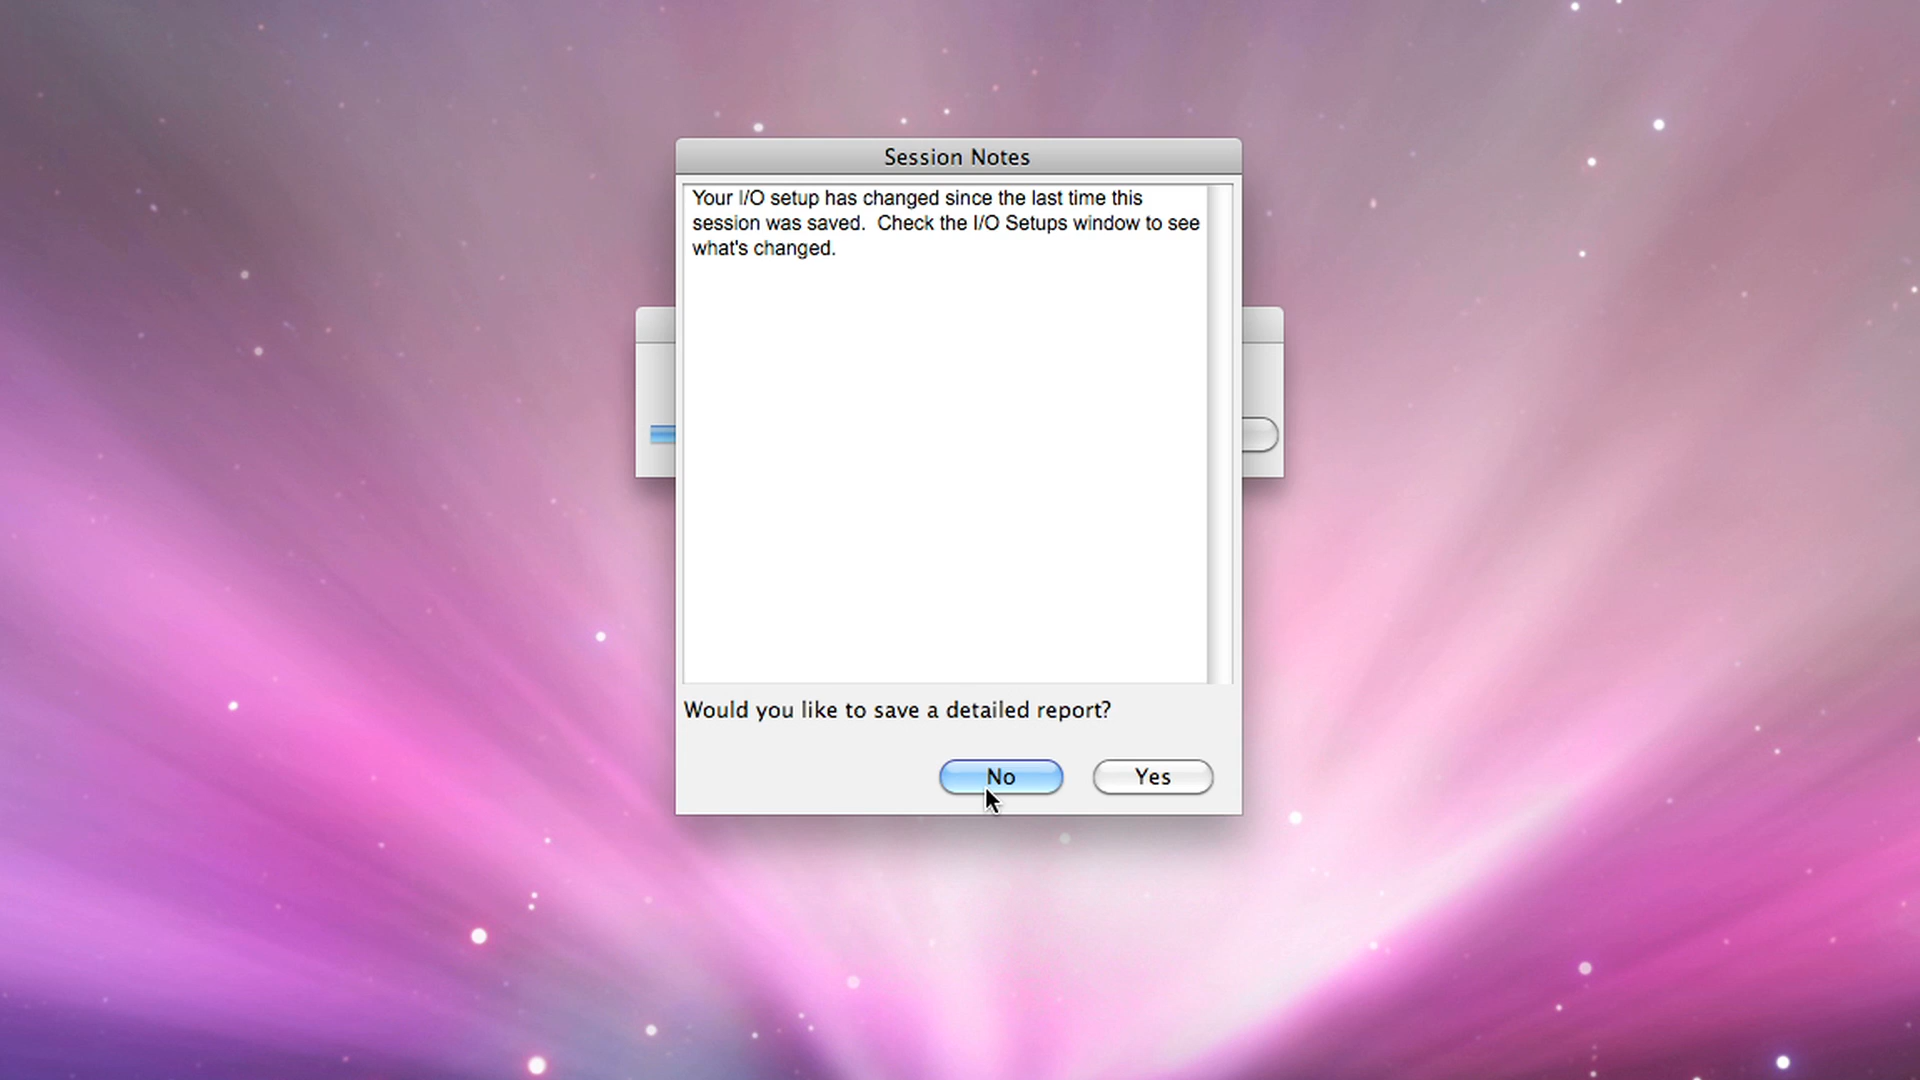 Session Notes
Your I/O setup has changed since the last time this
session was saved.  Check the I/O Setups window to see
what's changed.
Would you like to save a detailed report?
No
Yes